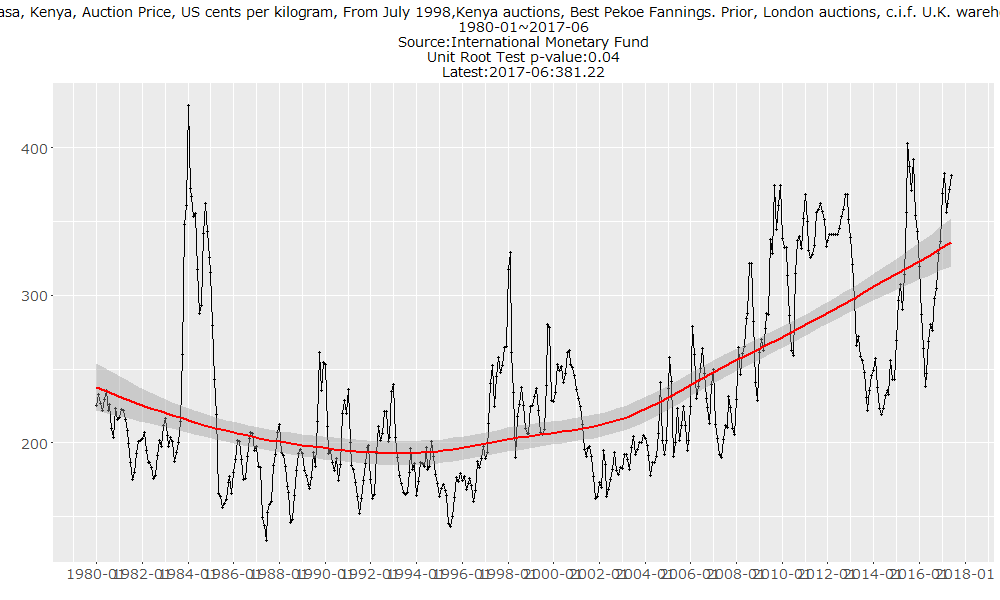 Kenya, Auction Price, US cents per kilogram, From July 1998,Kenya auctions, Best Pekoe Fannings. Prior, London auctions, c.i.f. U.K.
1980-01~2017-06
Source:International Monetary Fund
Unit Root Test p-value:0.04
Latest:2017-06:381.22
400
300
200
1980-01 1982-01 1984-01 1986-01 1988-01 1990-01 1992-01 1994-01 1996-01 1998-01 2000-01 2002-01 2004-01 2006-01 2008-01 2010-01 2012-01 2014-01 2016-01 2018-01